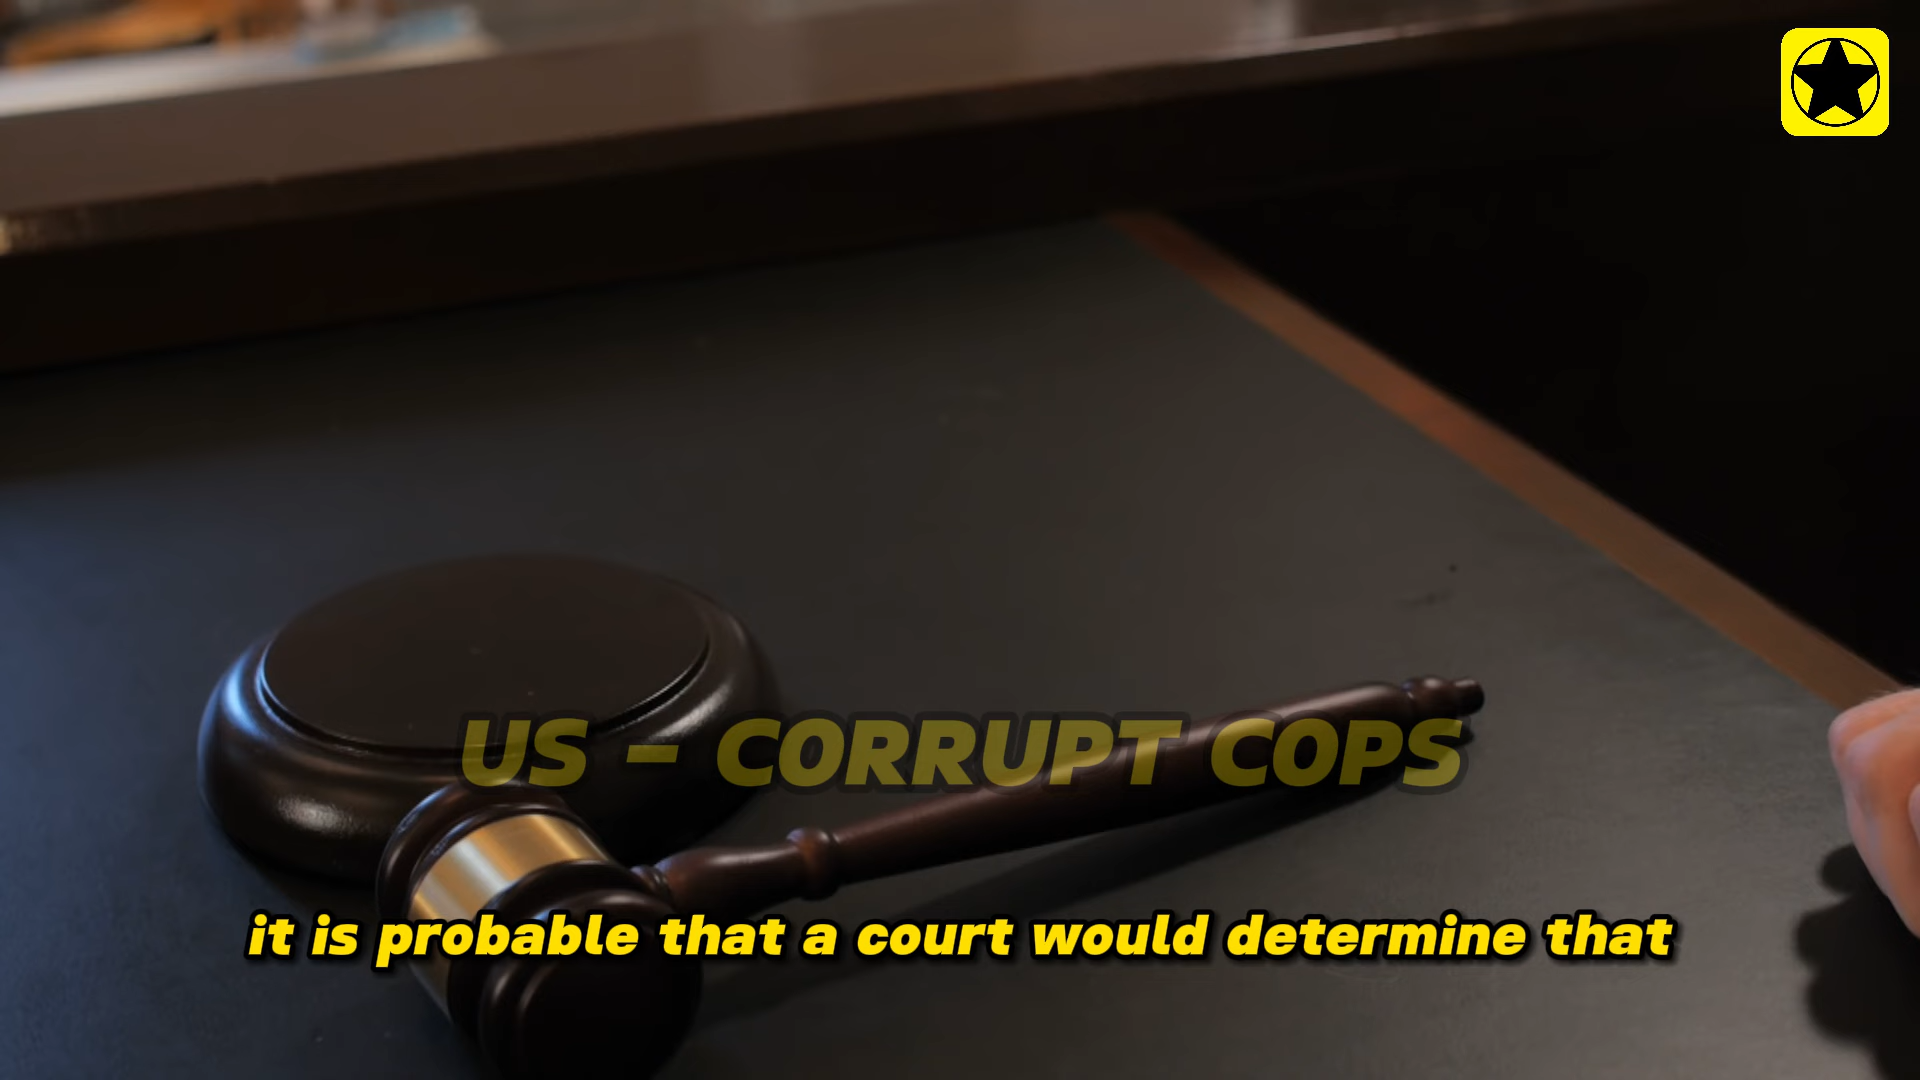 US - CORRUPT COPS
it is probable that a court would determine that